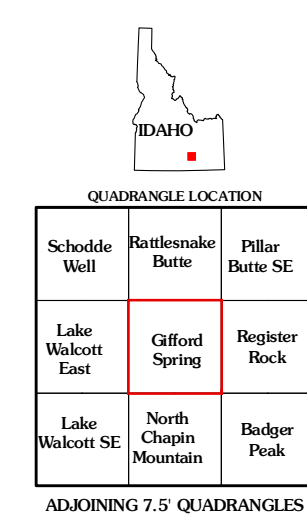 IDAHO
QUADRANGLE LOCATION
Schodde
Well
Rattlesnake
Butte
Pillar
Butte SE
Lake
Walcott
East
Gifford
Spring
Register
Rock
Lake
Walcott SE
North
Chapin
Mountain
Badger
Peak
ADJOINING 7.5' QUADRANGLES